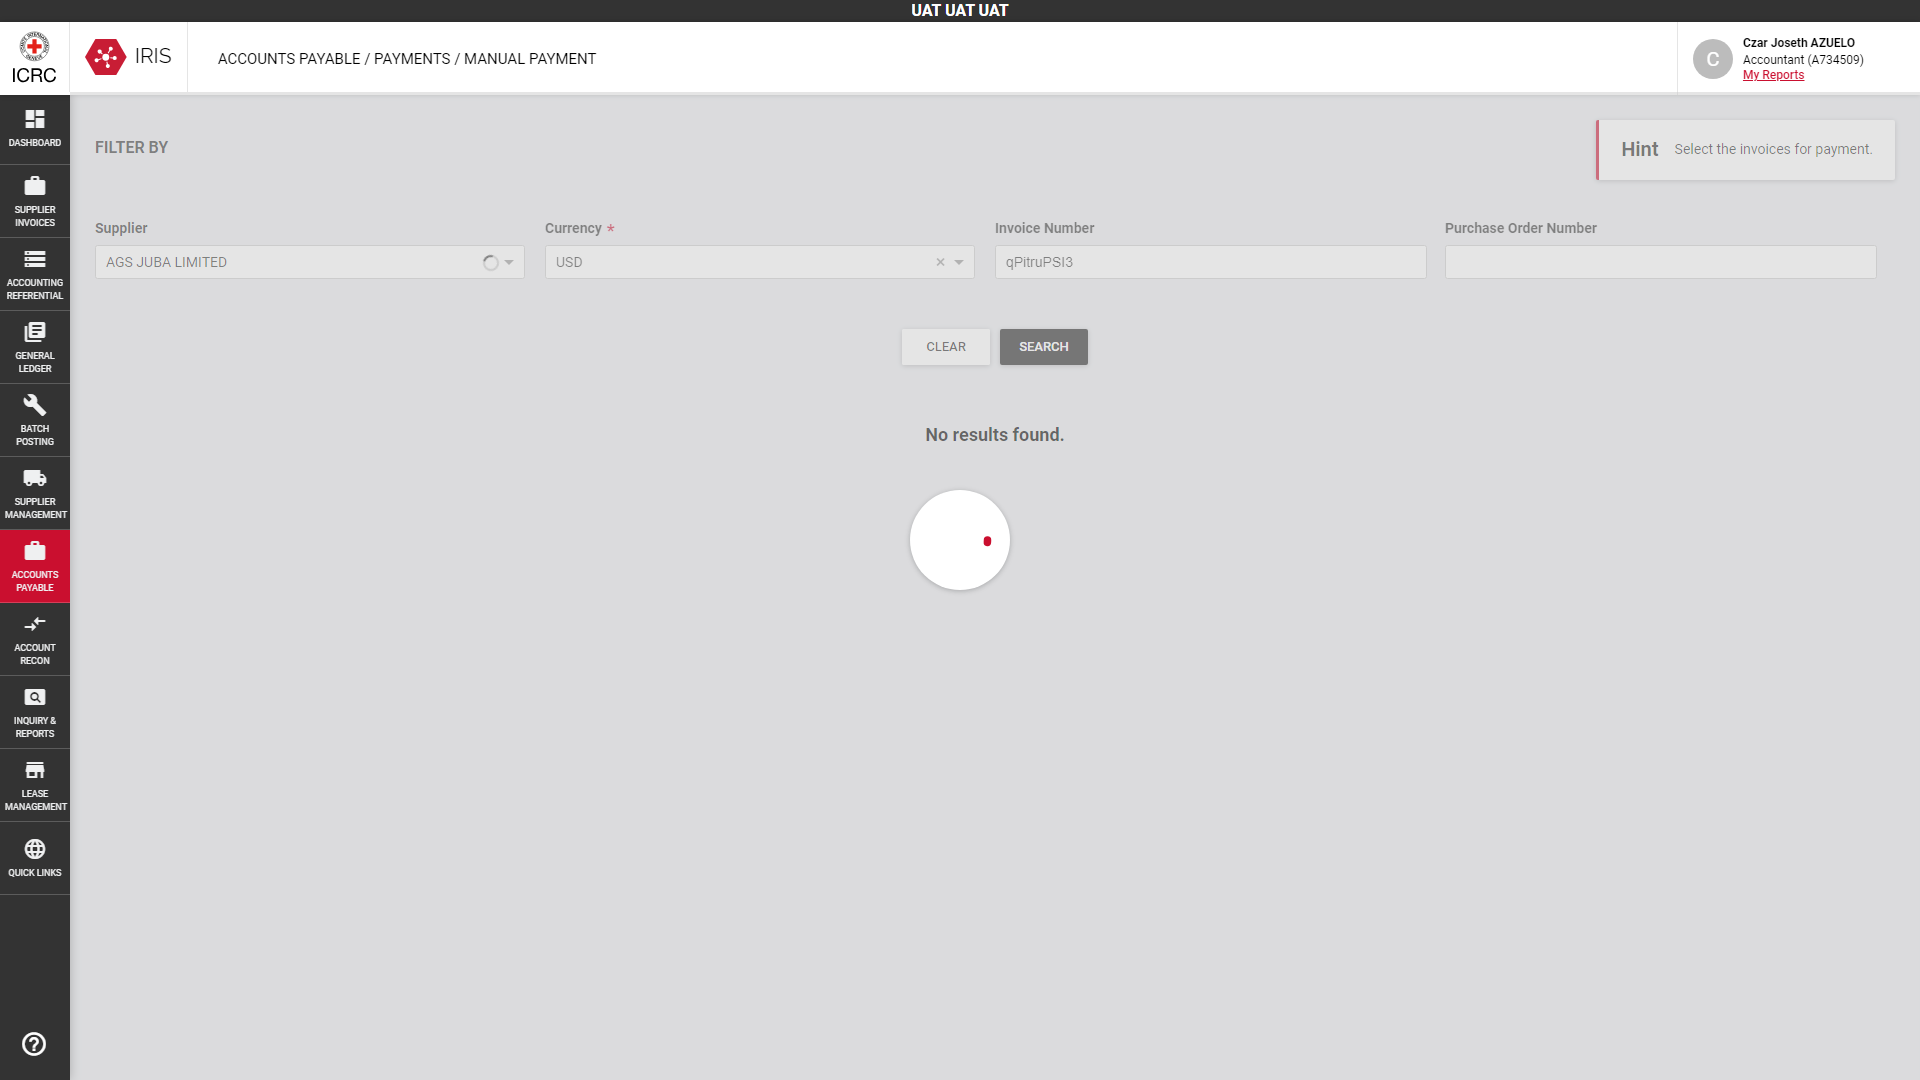 UAT UAT UAT
ICRC
IRIS
ACCOUNTS PAYABLE / PAYMENTS / MANUAL PAYMENT
C
Czar Joseth AZUELO
Accountant (A734509)
My Reports
DASHBOARD
SUPPLIER
INVOICES
ACCOUNTING
REFERENTIAL
GENERAL
LEDGER
BATCH
POSTING
SUPPLIER
MANAGEMENT
ACCOUNTS
PAYABLE
ACCOUNT
RECON
INQUIRY &
REPORTS
LEASE
MANAGEMENT
QUICK LINKS
FILTER BY
Hint Select the invoices for payment.
Supplier
AGS JUBA LIMITED
Currency *
USD
Invoice Number
qPitruPSI3
Purchase Order Number
CLEAR
SEARCH
No results found.